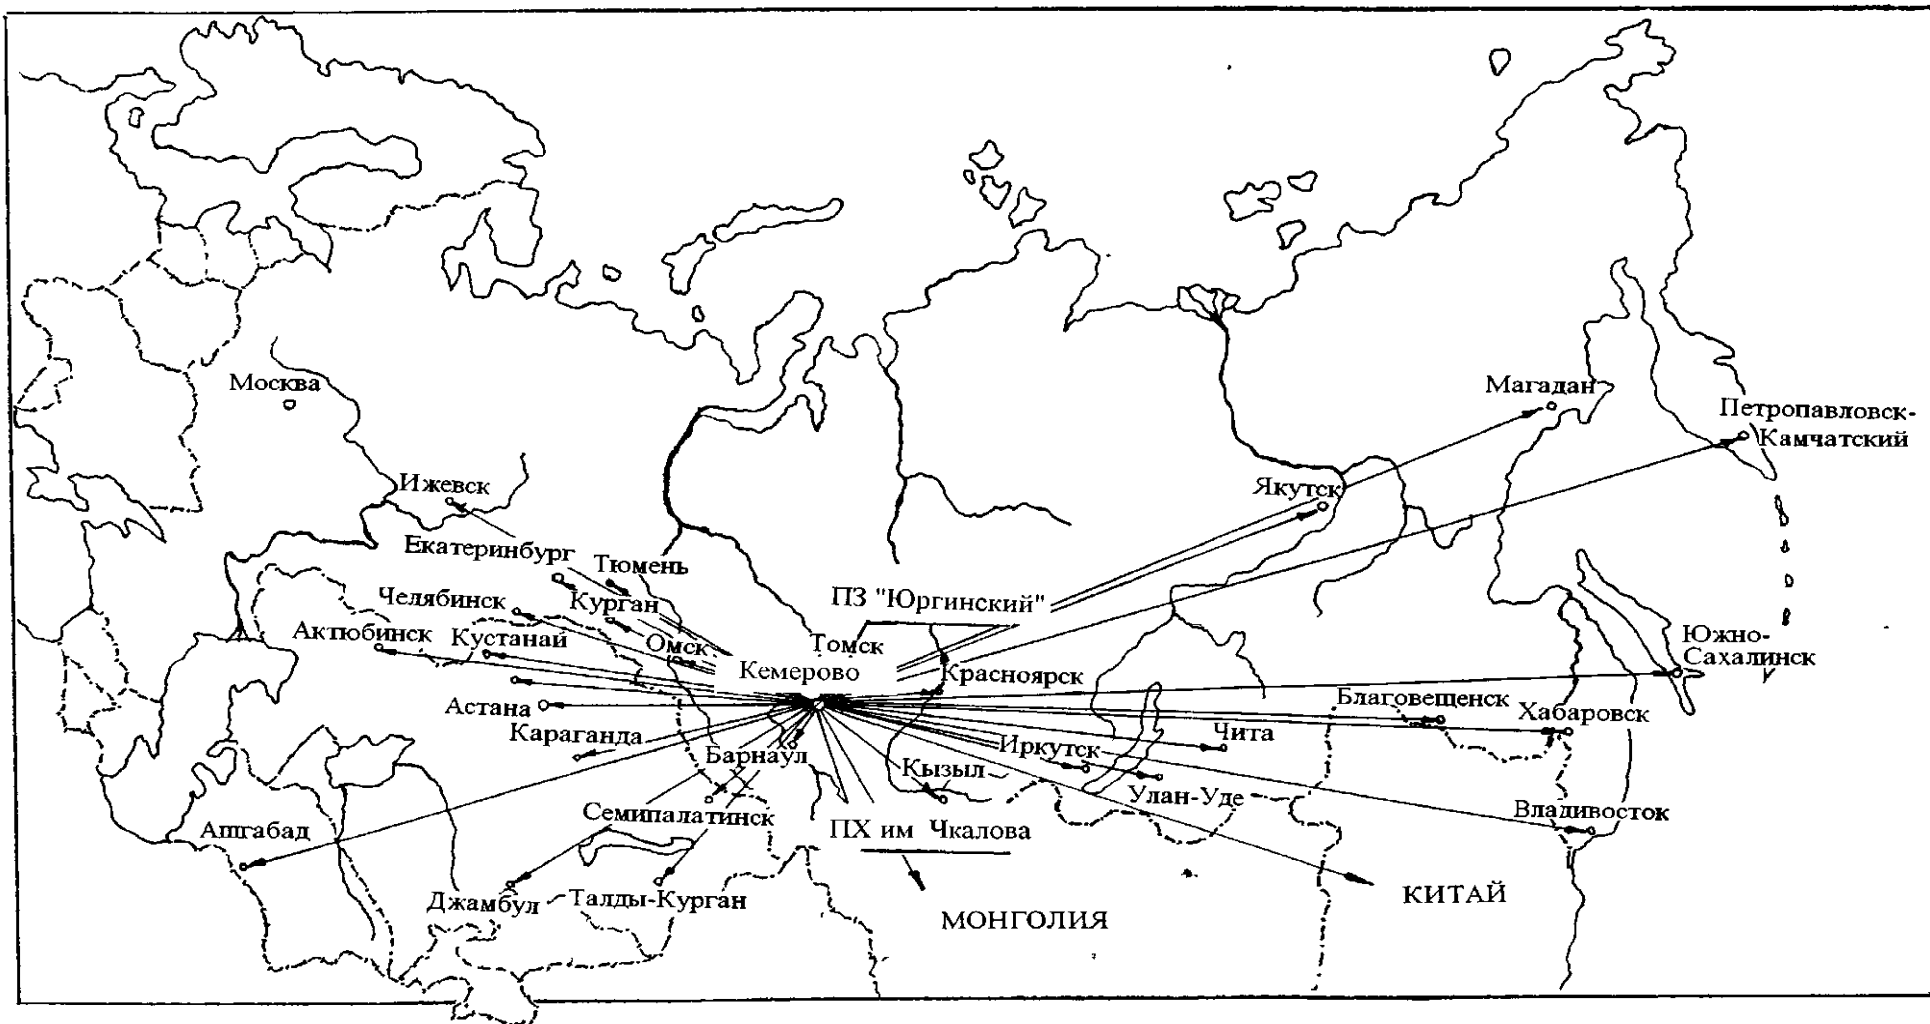 Москва
Магадан
Петропавловск-
Камчатский
Ижевск
Якутск
Екатеринбург
Тюмень
Челябинск
Курган
ПЗ "Юргинский"
Актюбинск
Кустанай
Омск
Томск
Южно-
Сахалинск
Кемерово
Красноярск
Астана
Благовещенск
Хабаровск
Караганда
Барнаул
Иркутск
Чита
Кызыл
Улан-Уде
Семипалатинск
Владивосток
Ашгабад
ПХ им Чкалова
Джамбул
Талды-Курган
МОНГОЛИЯ
КИТАЙ